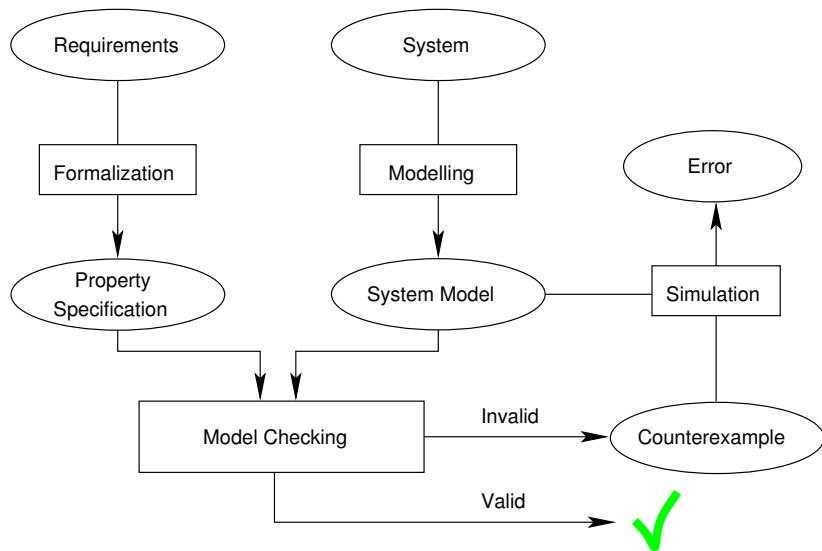 Requirements
System
Formalization
Modelling
Error
Property
Specification
System Model
Simulation
Model Checking
Invalid
Counterexample
Valid